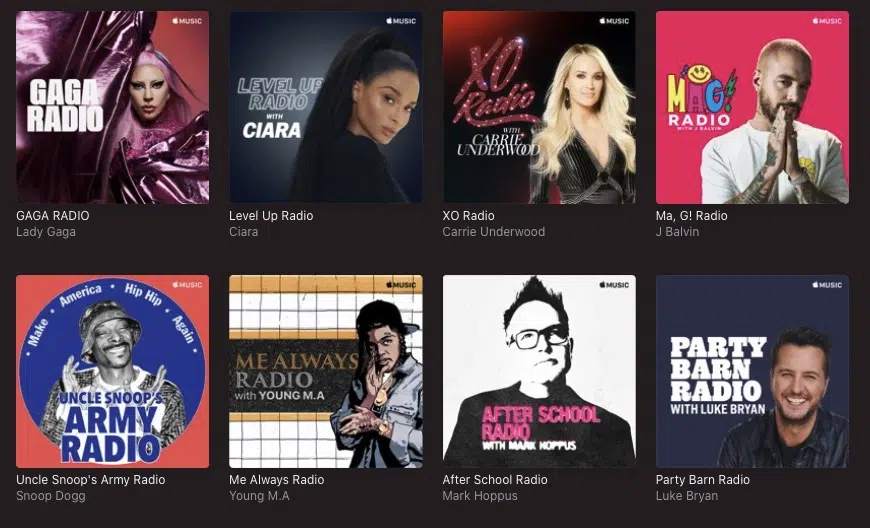 MUSIC
GAGA
RADIO
GAGA RADIO
Lady Gaga
MUSIC
LEVEL UP
RADIO
WITH
CIARA
Level Up Radio
Ciara
MUSIC
XO
Radio
WITH
CARRIE
UNDERWOOD
XO Radio
Carrie Underwood
MUSIC
MA, G!
RADIO
WITH J BALVIN
Ma, G! Radio
J Balvin
MUSIC
• Make • America • Hip Hip • Again •
UNCLE SNOOP'S
ARMY
RADIO
Uncle Snoop's Army Radio
Snoop Dogg
MUSIC
ME ALWAYS
RADIO
with YOUNG M.A
Me Always Radio
Young M.A
MUSIC
AFTER SCHOOL
RADIO
WITH MARK HOPPUS
After School Radio
Mark Hoppus
MUSIC
PARTY
BARN
RADIO
WITH LUKE BRYAN
Party Barn Radio
Luke Bryan